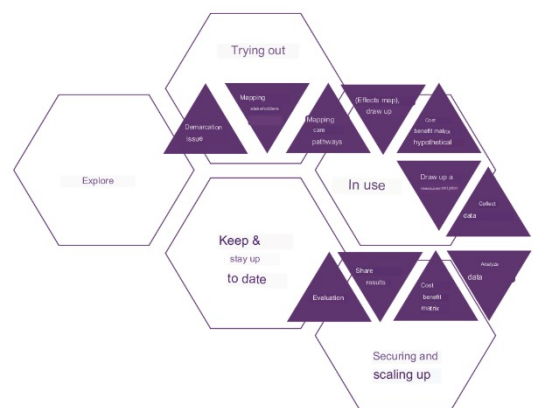 Trying out
Explore
Demarcation
issue
Mapping
stakeholders
Mapping
care
pathways
(Effects map),
draw up
Cost
benefit matrix
hypothetical
In use
Draw up a
Collect
data
Analyze
data
Cost
benefit
matrix
Share
results
Evaluation
Keep &
stay up
to date
Securing and
scaling up